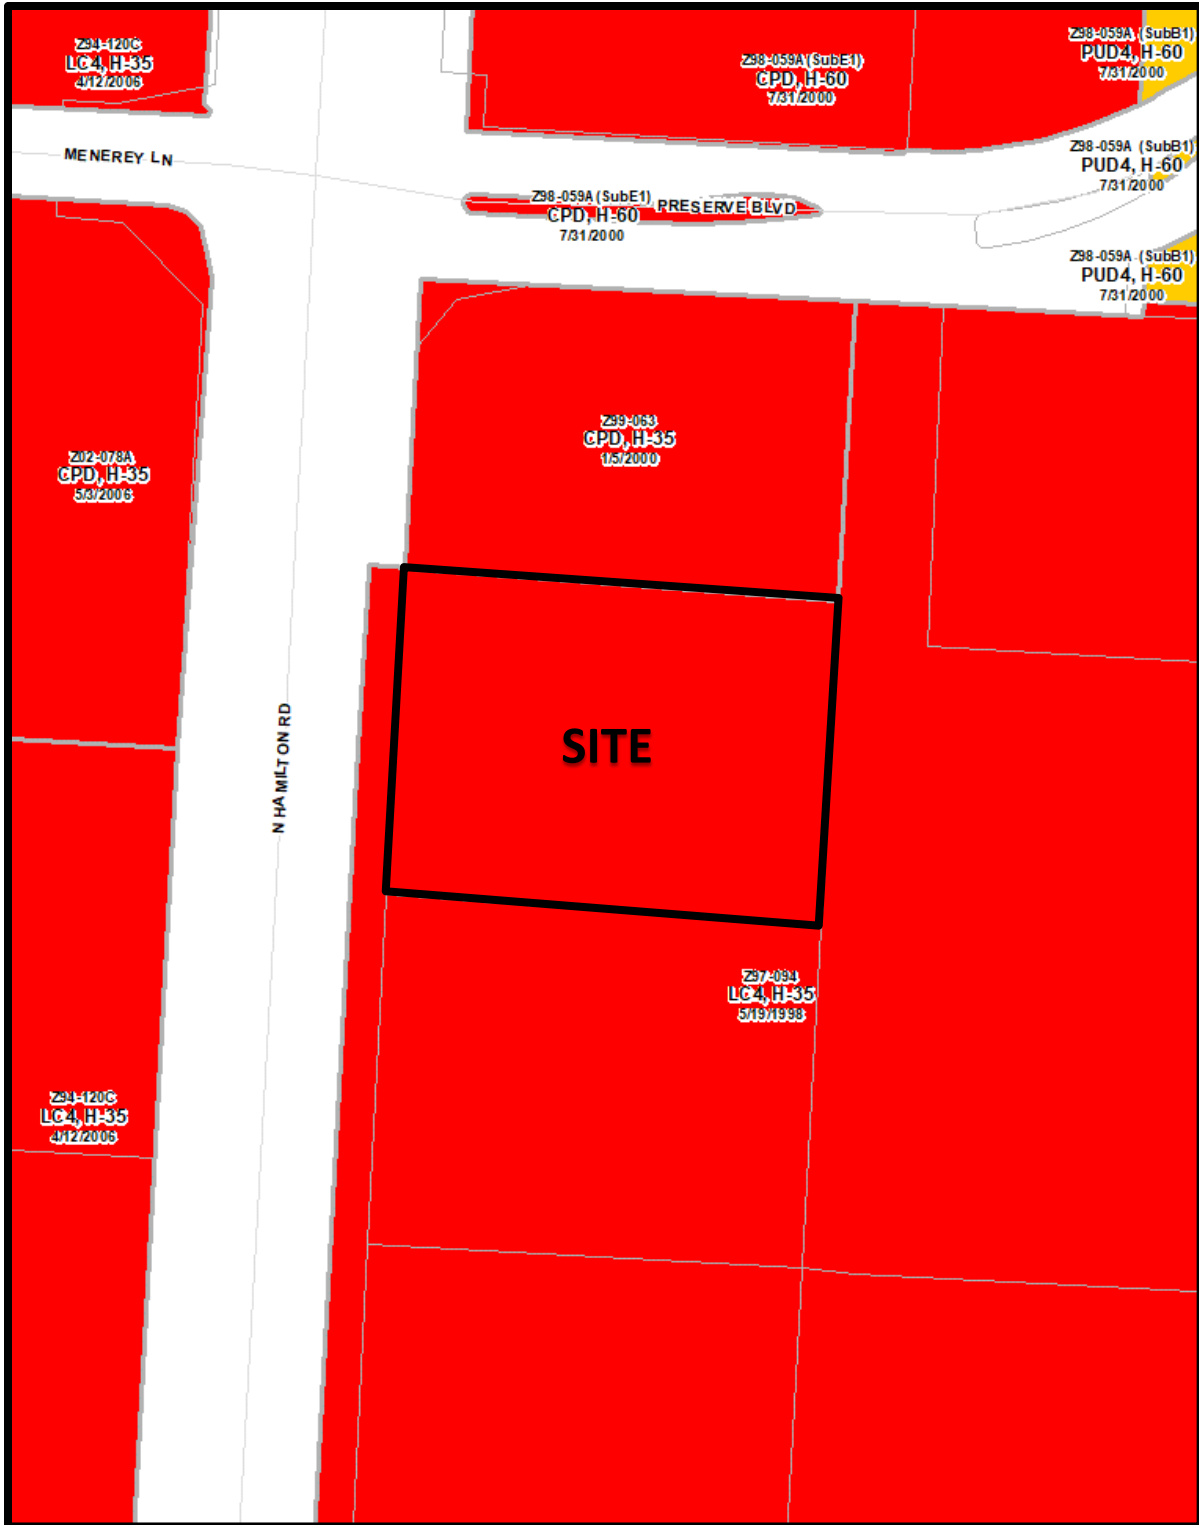 Z94-120C
LC4, H-35
4/12/2006
Z98-059A (SubE1)
CPD, H-60
7/31/2000
Z98-059A (SubB1)
PUD4, H-60
7/31/2000
MENEREY LN
Z98-059A (SubB1)
PUD4, H-60
7/31/2000
Z98-059A (SubE1)
CPD, H-60
7/31/2000
PRESERVE BLVD
Z98-059A (SubB1)
PUD4, H-60
7/31/2000
Z99-063
CPD, H-35
1/5/2000
Z02-078A
CPD, H-35
5/3/2006
N HAMILTON RD
SITE
Z97-094
LC4, H-35
5/19/1998
Z94-120C
LC4, H-35
4/12/2006